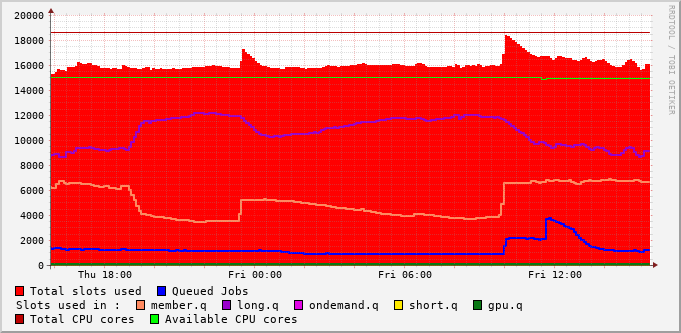 20000
18000
16000
14000
12000
10000
8000
6000
4000
2000
0
Thu 18:00 Fri 00:00 Fri 06:00 Fri 12:00
RRDTOOL / TOBI OETIKER
Total slots used Queued Jobs
Slots used in : member.q long.q ondemand.q short.q gpu.q
Total CPU cores Available CPU cores